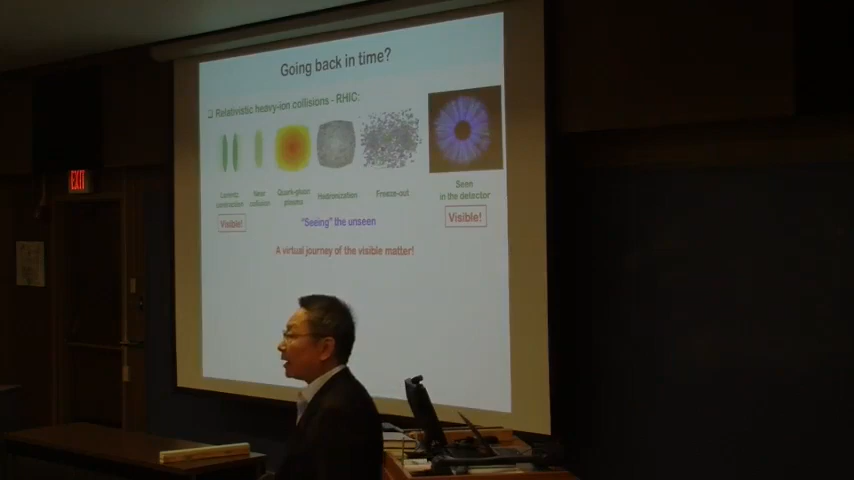 Going back in time?
❑ Relativistic heavy-ion collisions - RHIC:
Lorentz contraction
Near collision
Quark-gluon plasma
Hadronization
Freeze-out
Seen in the detector
Visible!
"Seeing" the unseen
Visible!
A virtual journey of the visible matter!
EXIT